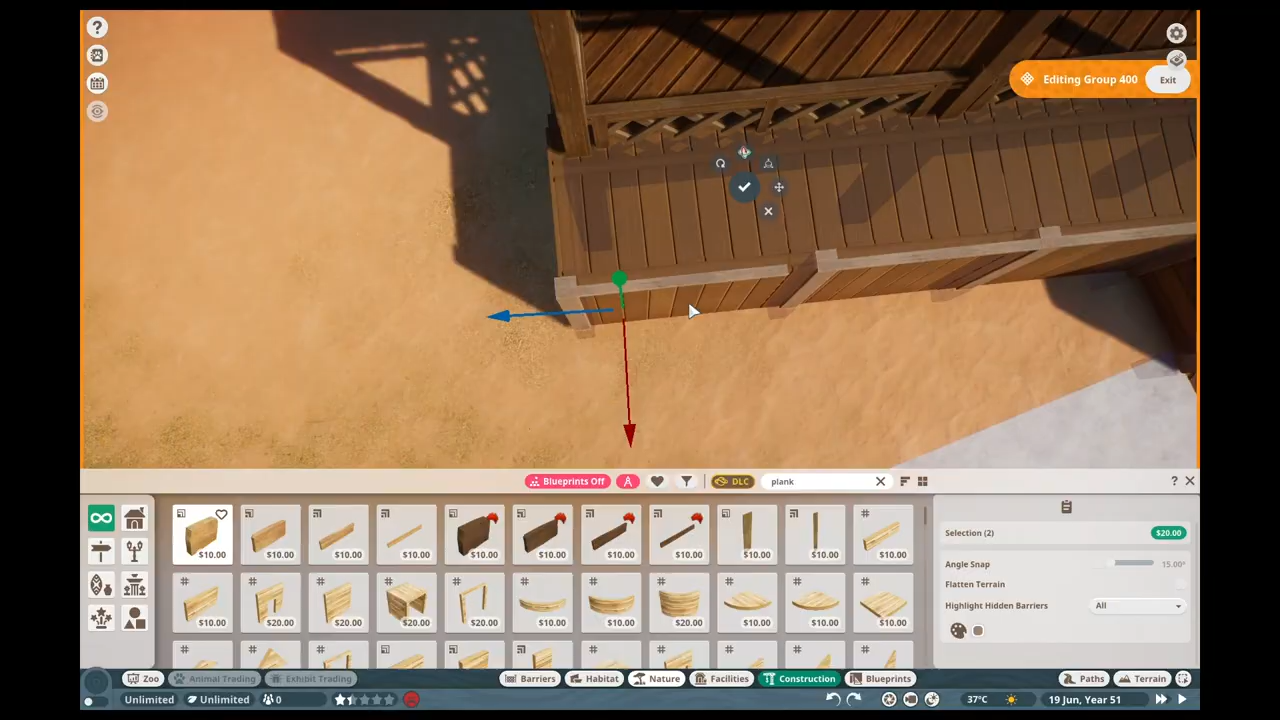 ?
Editing Group 400 Exit
Blueprints Off DLC plank ? ×
$10.00 $10.00 $10.00 $10.00 $10.00 $10.00 $10.00 $10.00 $10.00 $10.00 $10.00
$10.00 $20.00 $20.00 $20.00 $20.00 $10.00 $10.00 $20.00 $10.00 $10.00 $10.00
Selection (2) $20.00
Angle Snap 15.00°
Flatten Terrain
Highlight Hidden Barriers All
Zoo Animal Trading Exhibit Trading Barriers Habitat Nature Facilities Construction Blueprints Paths Terrain
Unlimited Unlimited 0 37°C 19 Jun, Year 51